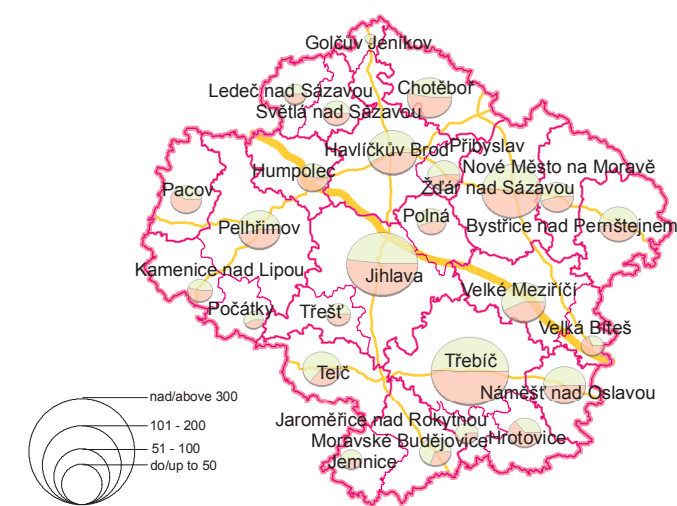 Golčův Jeníkov
Ledeč nad Sázavou
Chotěboř
Světlá nad Sázavou
Havlíčkův Brod
Přibyslav
Humpolec
Nové Město na Moravě
Pacov
Žďár nad Sázavou
Polná
Pelhřimov
Bystřice nad Pernštejnem
Kamenice nad Lipou
Jihlava
Velké Meziříčí
Počátky
Třešť
Velká Bíteš
Telč
Třebíč
Náměšť nad Oslavou
Jaroměřice nad Rokytnou
Moravské Budějovice
Hrotovice
Jemnice
nad/above 300
101 - 200
51 - 100
do/up to 50